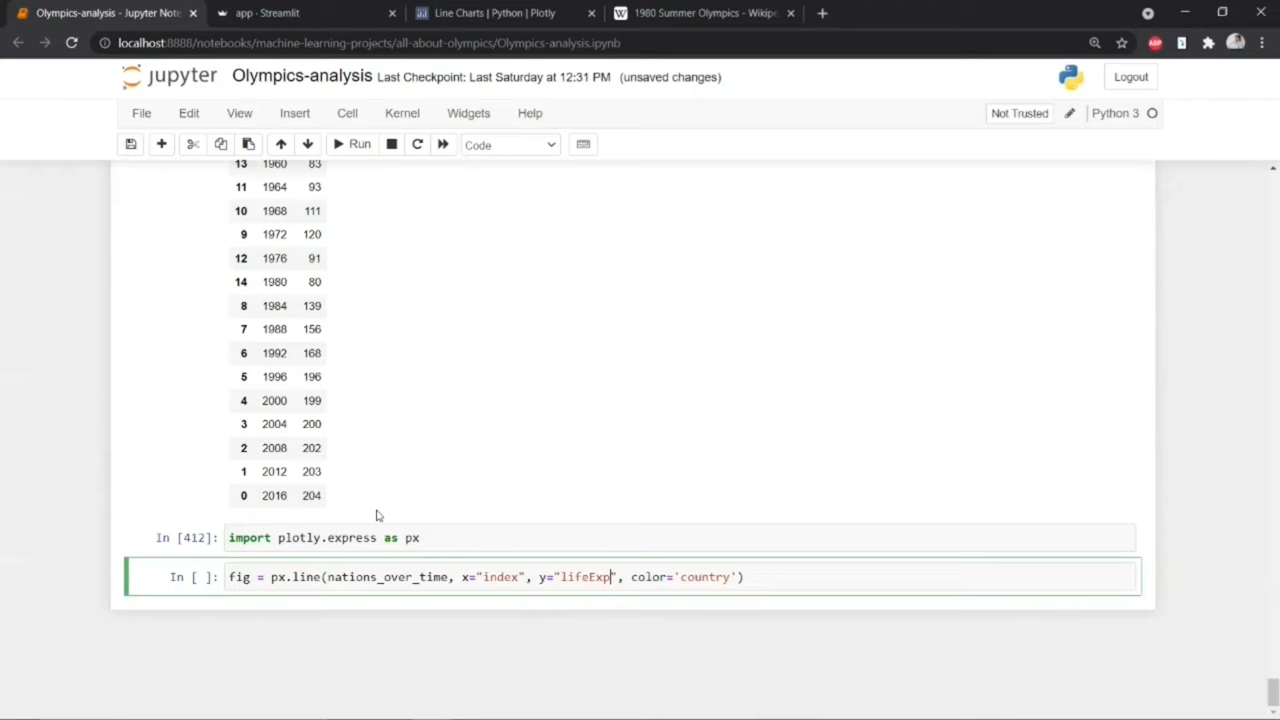 Olympics-analysis - Jupyter Note
app · Streamlit
Line Charts | Python | Plotly
1980 Summer Olympics - Wikipe
localhost:8888/notebooks/machine-learning-projects/all-about-olympics/Olympics-analysis.ipynb
jupyter Olympics-analysis Last Checkpoint: Last Saturday at 12:31 PM (unsaved changes) Logout
File Edit View Insert Cell Kernel Widgets Help Not Trusted Python 3
Run Code
13 1960 83
11 1964 93
10 1968 111
9 1972 120
12 1976 91
14 1980 80
8 1984 139
7 1988 156
6 1992 168
5 1996 196
4 2000 199
3 2004 200
2 2008 202
1 2012 203
0 2016 204
In [412]: import plotly.express as px
In [ ]: fig = px.line(nations_over_time, x="index", y="lifeExp", color='country')